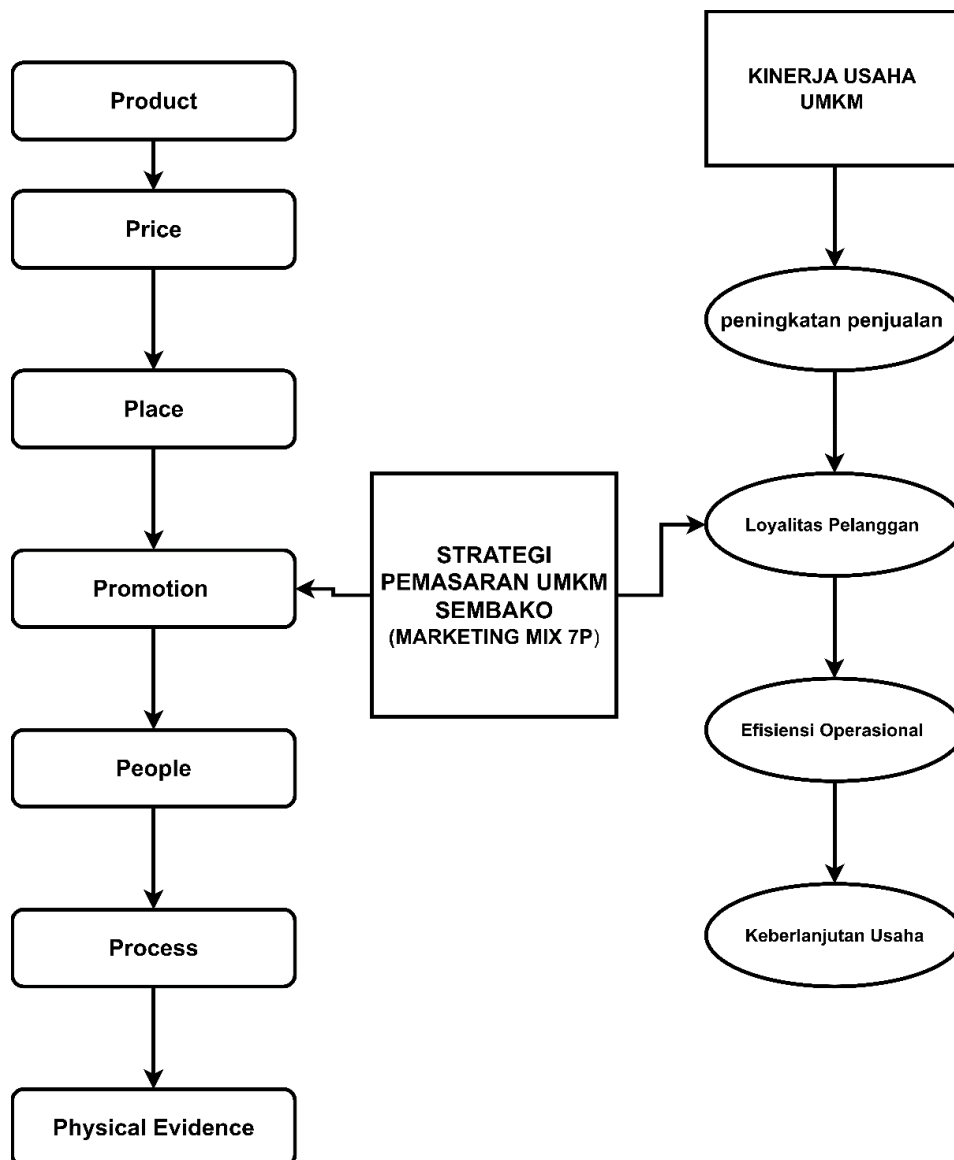 Product
Price
Place
Promotion
People
Process
Physical Evidence
STRATEGI
PEMASARAN UMKM
SEMBAKO
(MARKETING MIX 7P)
KINERJA USAHA
UMKM
peningkatan penjualan
Loyalitas Pelanggan
Efisiensi Operasional
Keberlanjutan Usaha